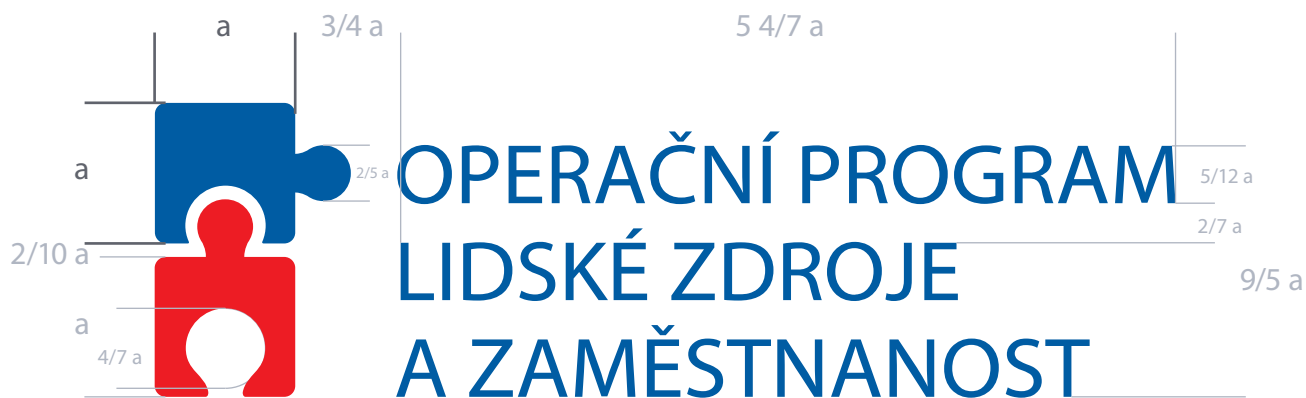 a
3/4 a
5 4/7 a
a
2/5 a
OPERAČNÍ PROGRAM
5/12 a
2/7 a
2/10 a
LIDSKÉ ZDROJE
9/5 a
a
4/7 a
A ZAMĚSTNANOST